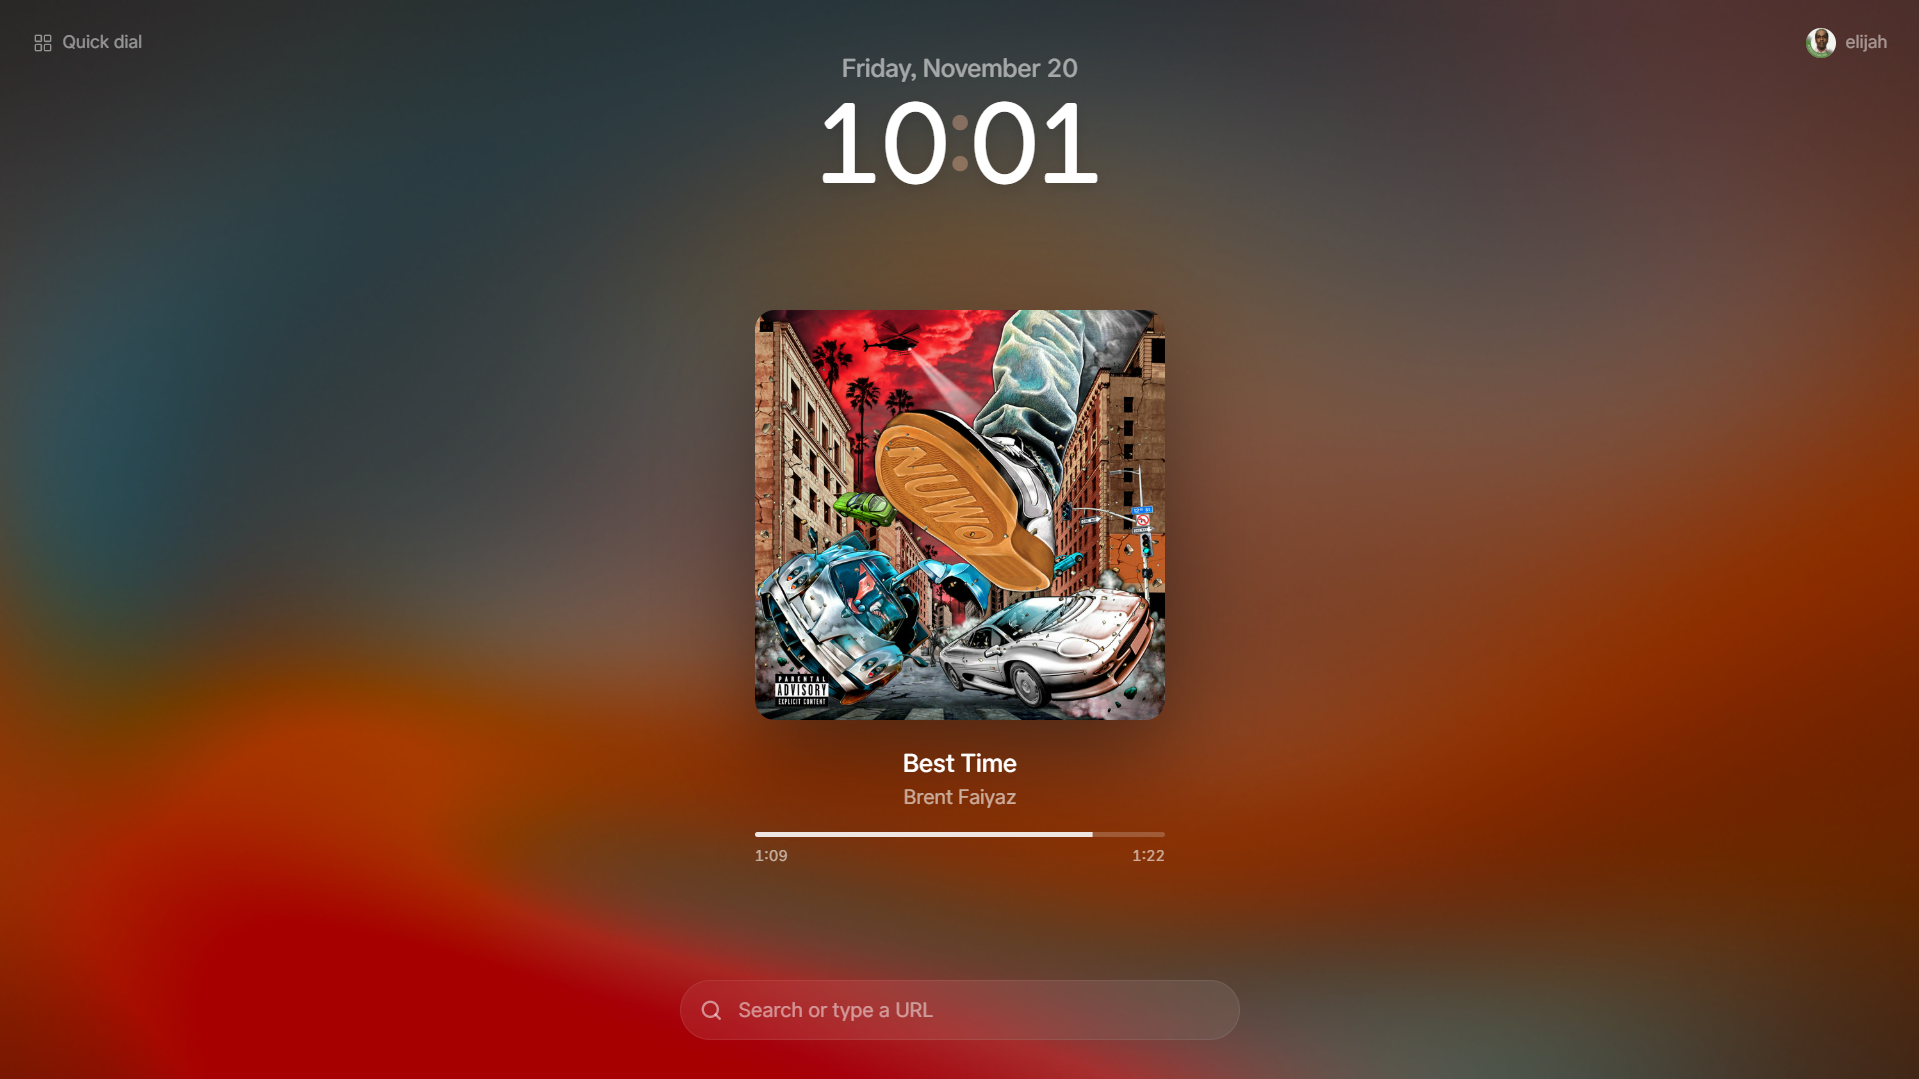 Quick dial
elijah
Friday, November 20
10:01
NUWO
PARENTAL
ADVISORY
EXPLICIT CONTENT
Best Time
Brent Faiyaz
1:09
1:22
Search or type a URL